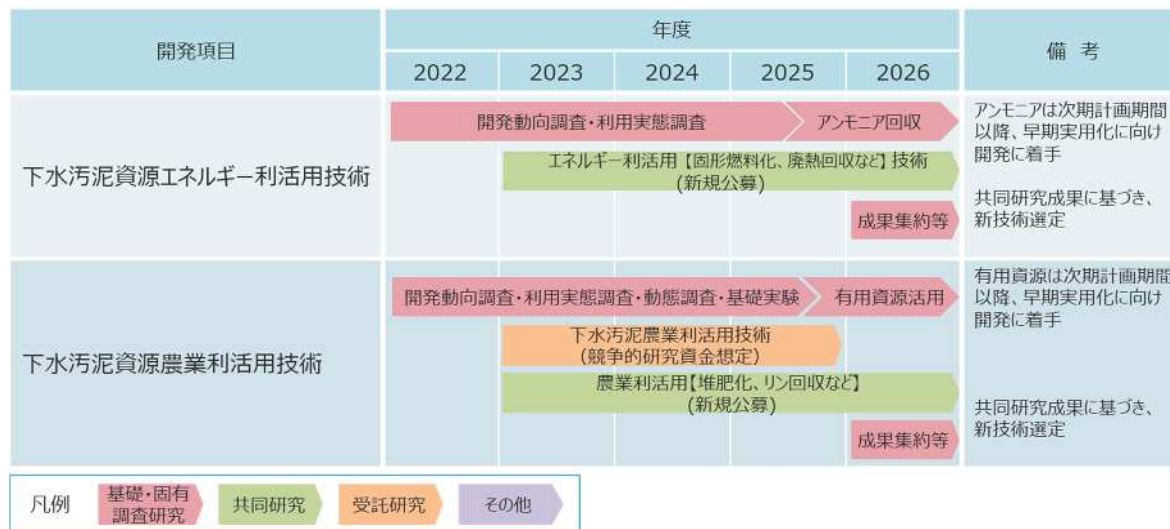 開発項目
年度
備 考
2022
2023
2024
2025
2026
下水汚泥資源エネルギー利活用技術
開発動向調査・利用実態調査
アンモニア回収
エネルギー利活用【固形燃料化、廃熱回収など】技術
(新規公募)
成果集約等
アンモニアは次期計画期間
以降、早期実用化に向け
開発に着手
共同研究成果に基づき、
新技術選定
下水汚泥資源農業利活用技術
開発動向調査・利用実態調査・動態調査・基礎実験
有用資源活用
下水汚泥農業利活用技術
(競争的研究資金想定)
農業利活用【堆肥化、リン回収など】
(新規公募)
成果集約等
有用資源は次期計画期間
以降、早期実用化に向け
開発に着手
共同研究成果に基づき、
新技術選定
凡例
基礎・固有
調査研究
共同研究
受託研究
その他